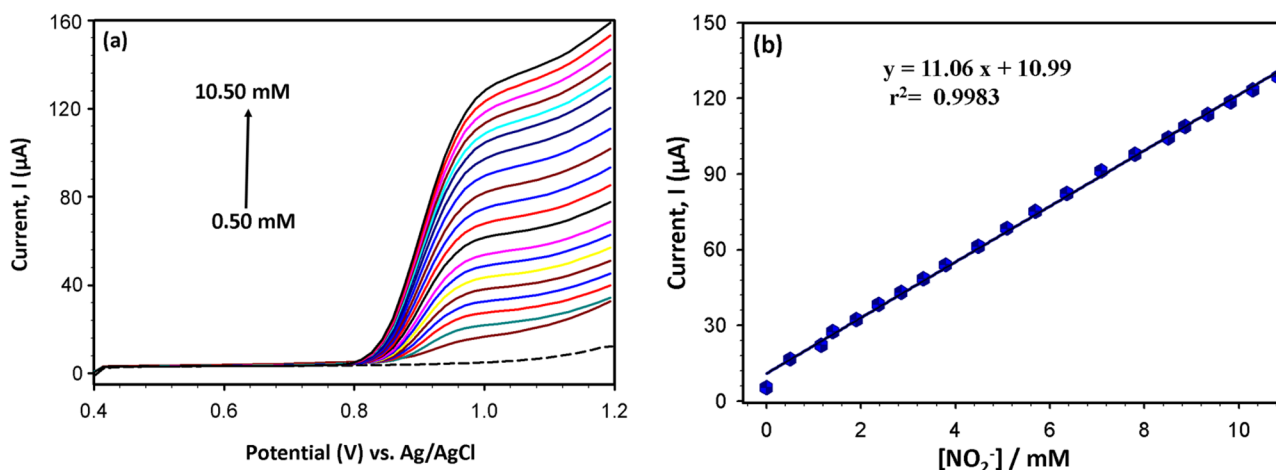 (a)
160
120
80
40
0
Current, I (µA)
10.50 mM
0.50 mM
0.4
0.6
0.8
1.0
1.2
Potential (V) vs. Ag/AgCl
(b)
150
120
90
60
30
0
Current, I (µA)
y = 11.06 x + 10.99
r²= 0.9983
0
2
4
6
8
10
[NO₂⁻] / mM